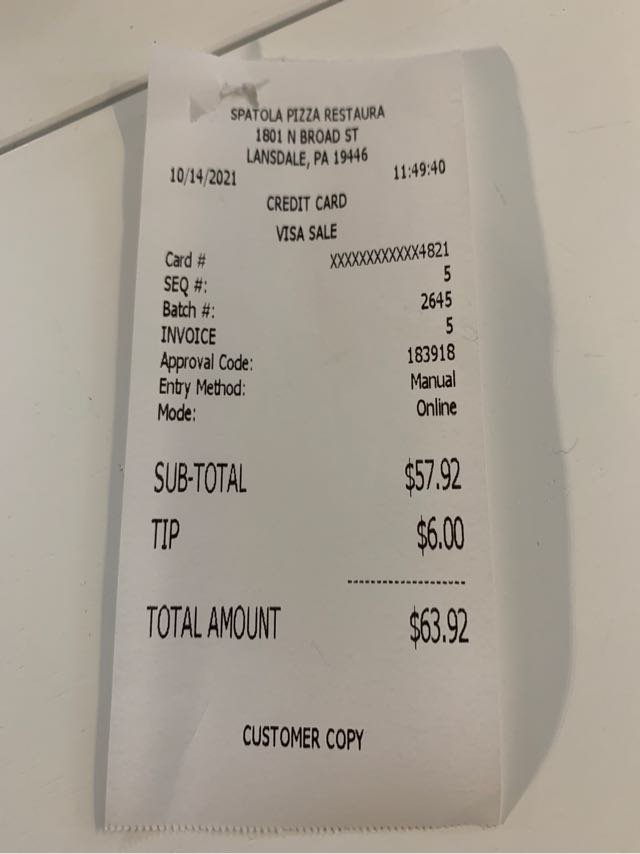 SPATOLA PIZZA RESTAURA
1801 N BROAD ST
LANSDALE, PA 19446
10/14/2021 11:49:40
CREDIT CARD
VISA SALE
Card # XXXXXXXXXXXX4821
SEQ #: 5
Batch #: 2645
INVOICE 5
Approval Code: 183918
Entry Method: Manual
Mode: Online
SUB-TOTAL $57.92
TIP $6.00
--------------------
TOTAL AMOUNT $63.92
CUSTOMER COPY